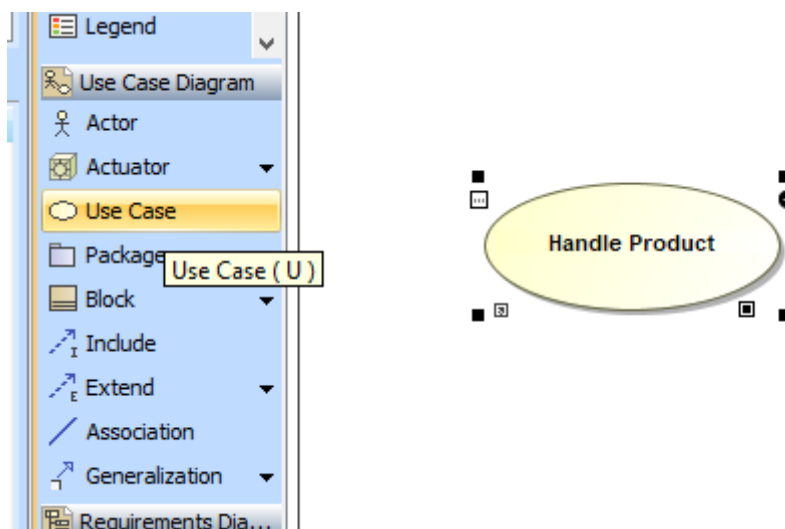 Legend
Use Case Diagram
Actor
Actuator
Use Case
Package
Use Case ( U )
Block
Include
Extend
Association
Generalization
Requirements Dia...
Handle Product